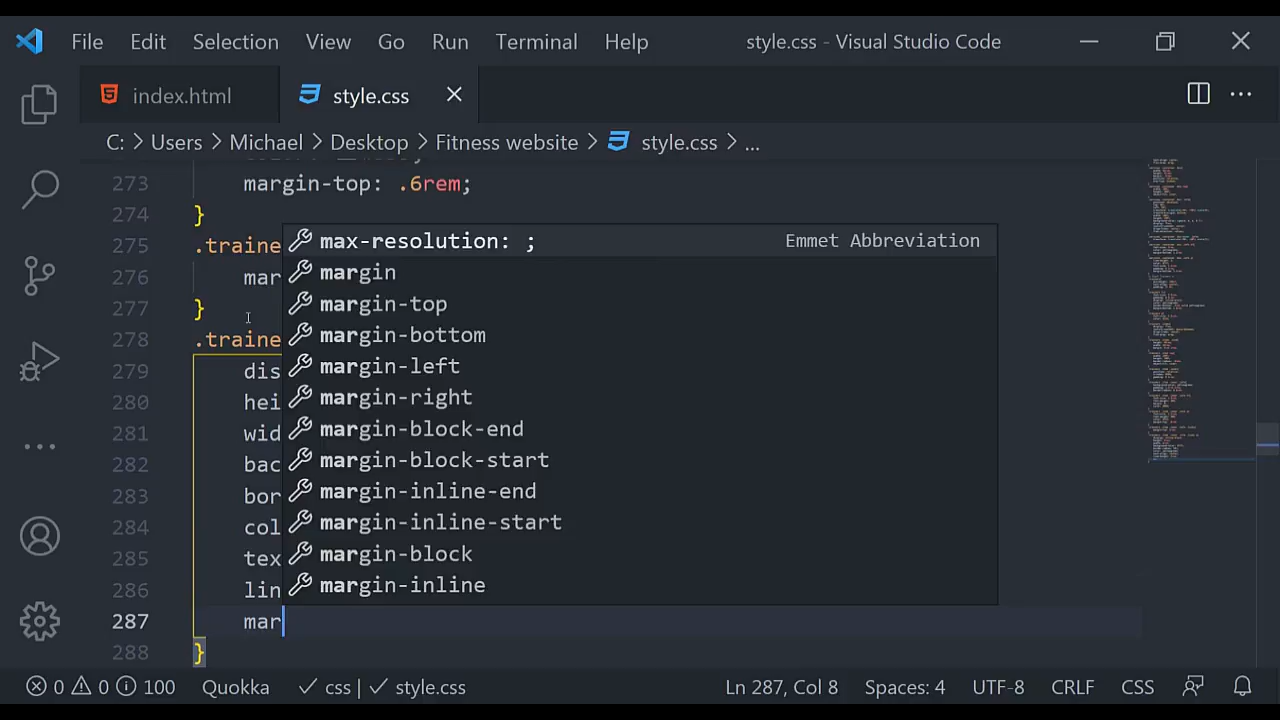 File Edit Selection View Go Run Terminal Help style.css - Visual Studio Code
index.html style.css
C: > Users > Michael > Desktop > Fitness website > style.css > ...
273 margin-top: .6rem;
274 }
275 .traine
276 mar
277 }
278 .traine
279 dis
280 hei
281 wid
282 bac
283 bor
284 col
285 tex
286 lin
287 mar
288 }
max-resolution: ; Emmet Abbreviation
margin
margin-top
margin-bottom
margin-left
margin-right
margin-block-end
margin-block-start
margin-inline-end
margin-inline-start
margin-block
margin-inline
0 0 100 Quokka css | style.css Ln 287, Col 8 Spaces: 4 UTF-8 CRLF CSS